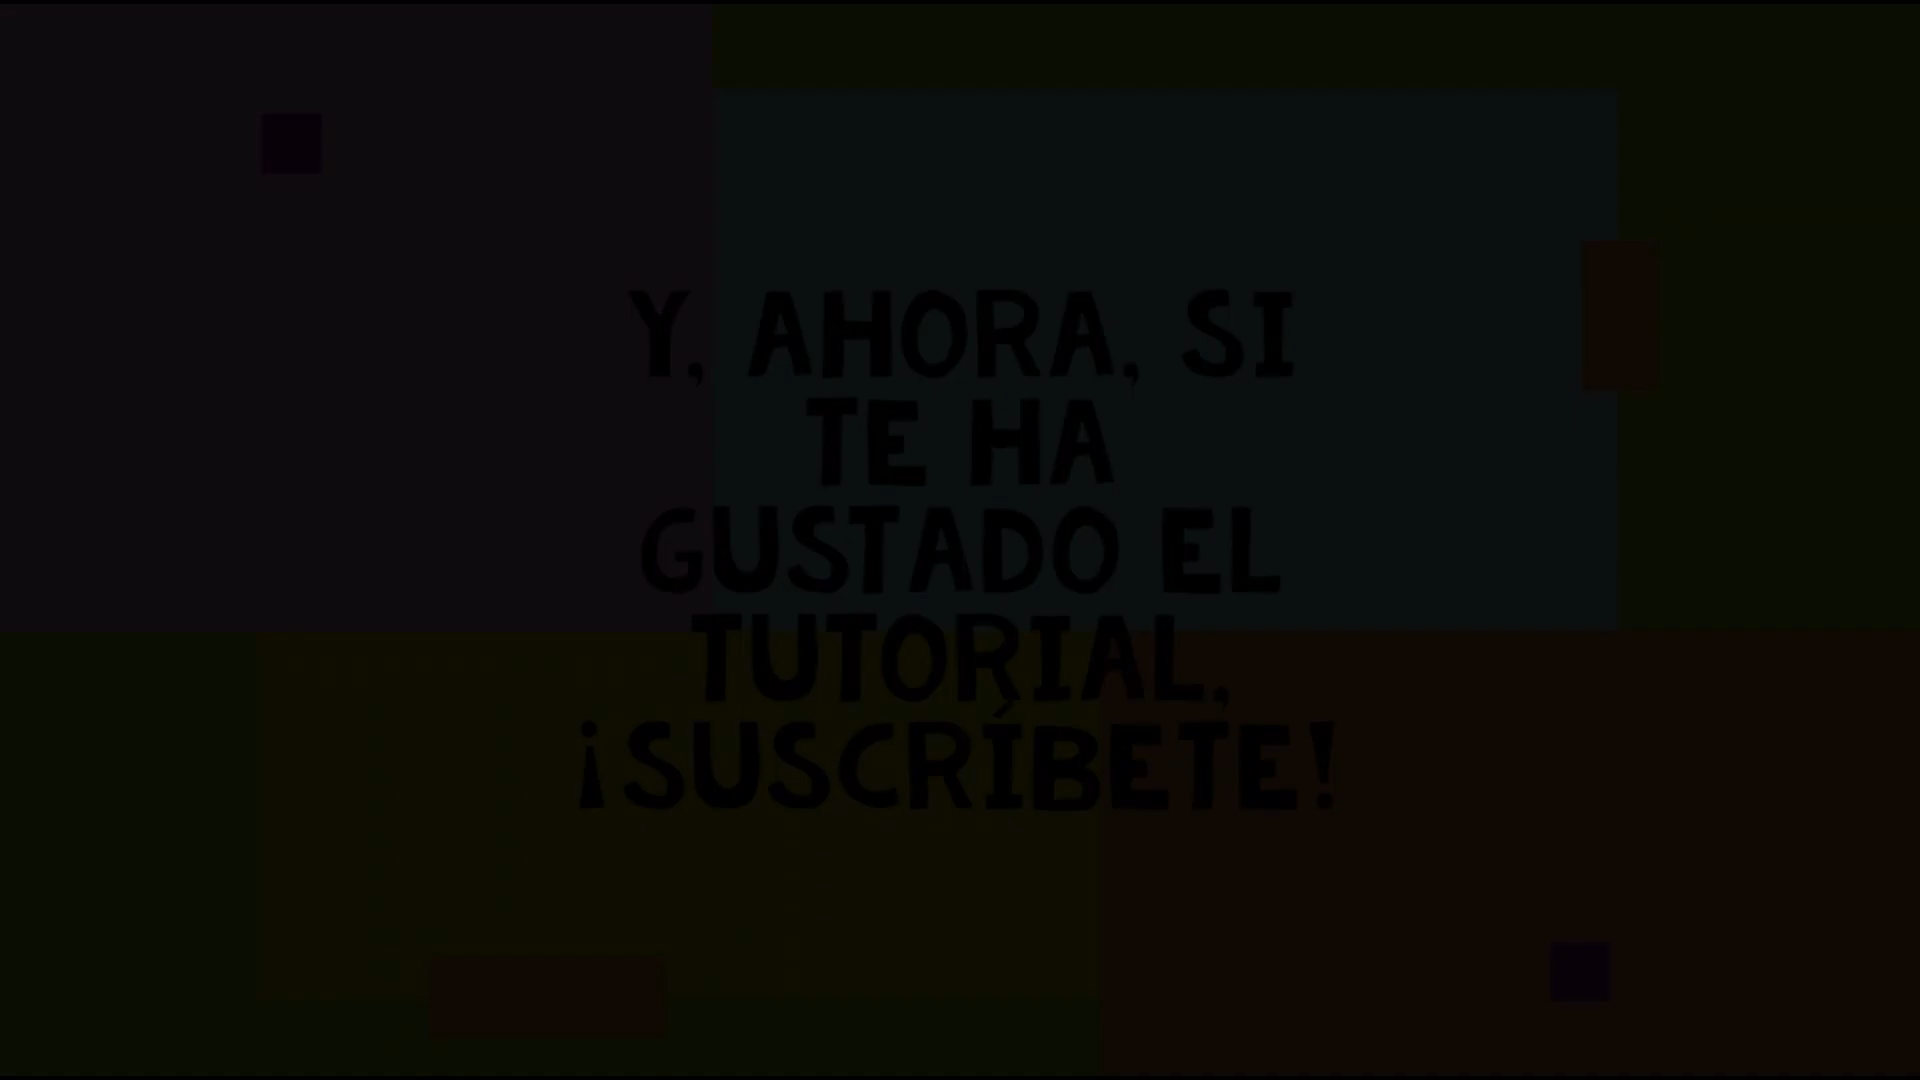 Y, AHORA, SI
TE HA
GUSTADO EL
TUTORIAL,
¡SUSCRÍBETE!